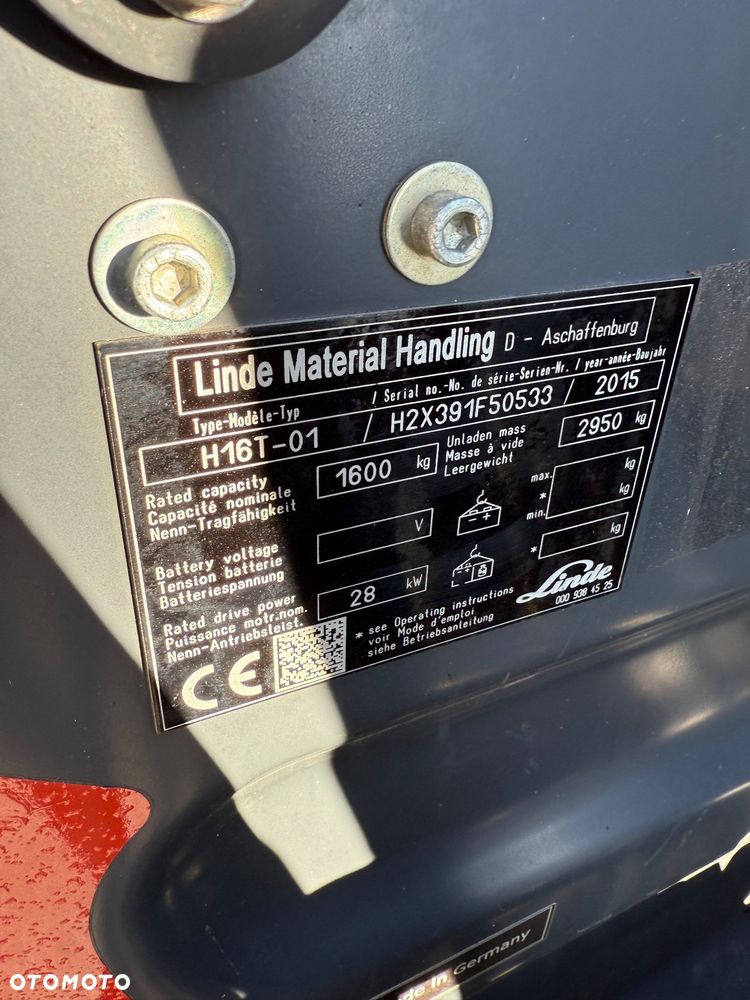 Linde Material Handling D - Aschaffenburg
Type-Modèle-Typ / Serial no.-No. de série-Serien-Nr. / year-année-Baujahr
H16T-01 / H2X391F50533 / 2015
Rated capacity
Capacité nominale
Nenn-Tragfähigkeit
1600 kg
Unladen mass
Masse à vide
Leergewicht
2950 kg
Battery voltage
Tension batterie
Batteriespannung
V
max. kg
* kg
min.
Rated drive power
Puissance motr.nom.
Nenn-Antriebsleist.
28 kW
* kg
* see Operating instructions
voir Mode d'emploi
siehe Betriebsanleitung
Linde
000 938 45 25
CE
de In Germany
OTOMOTO